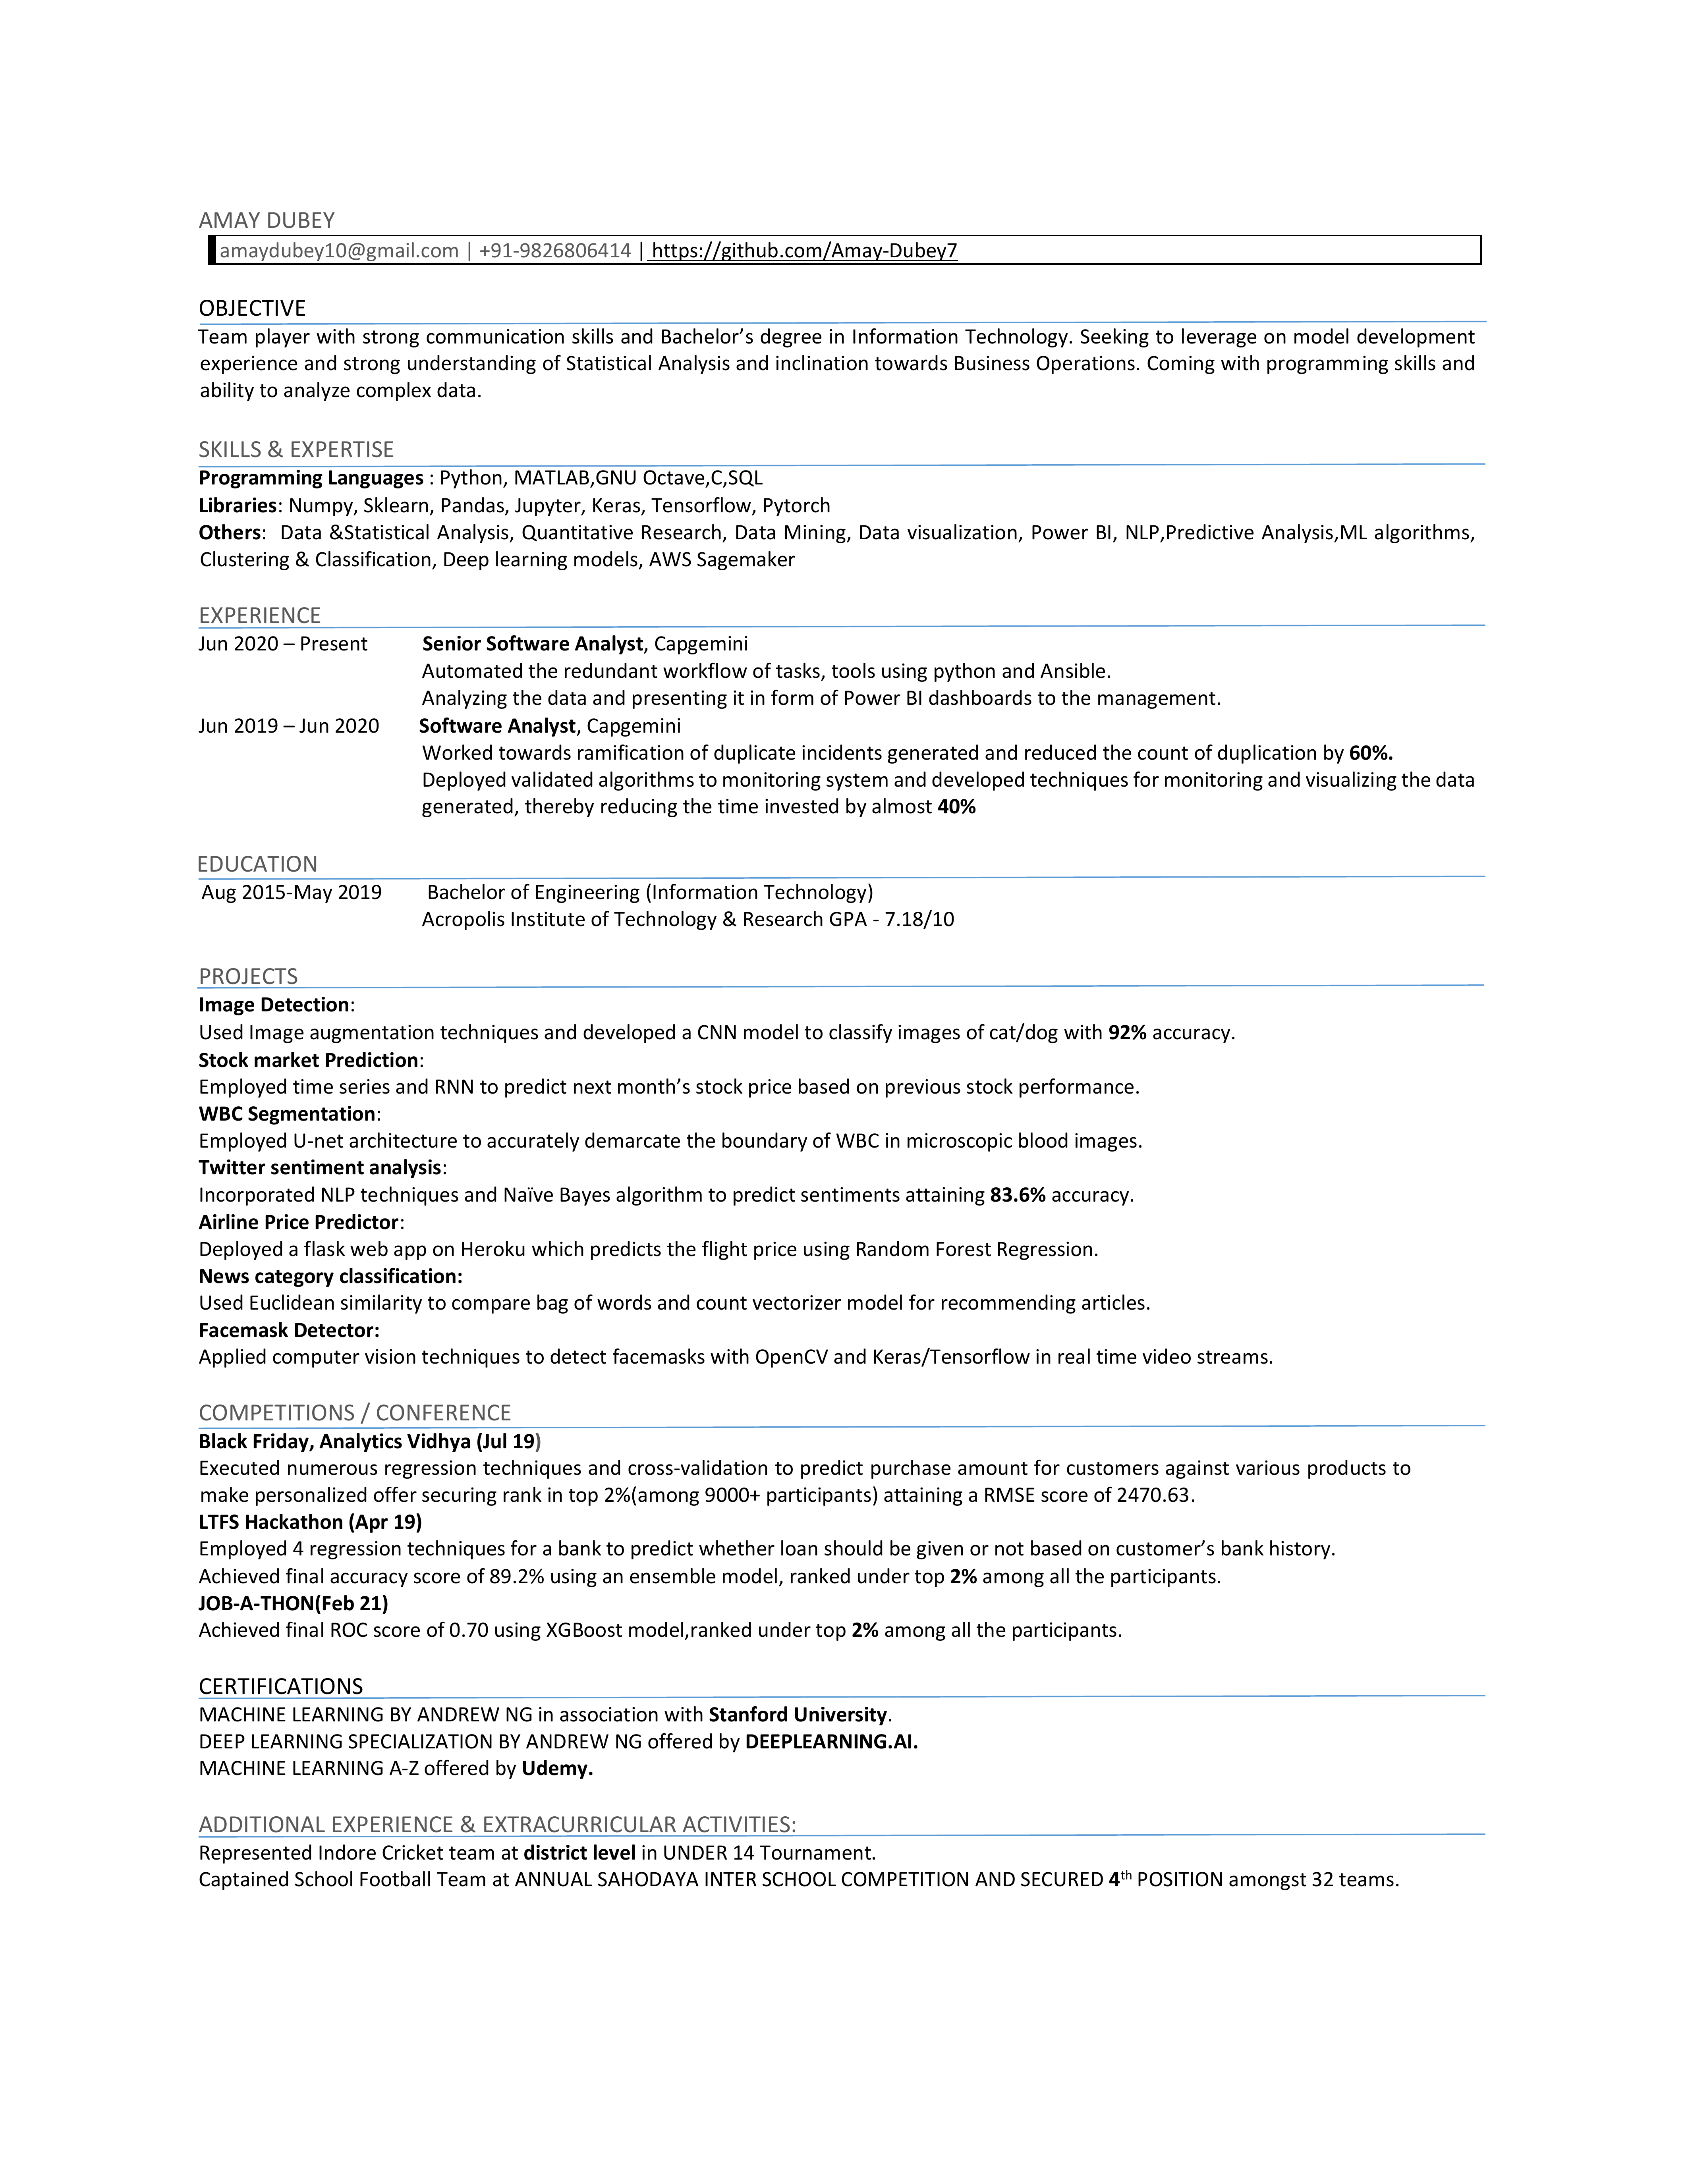 AMAY DUBEY
amaydubey10@gmail.com | +91-9826806414 | https://github.com/Amay-Dubey7
OBJECTIVE
Team player with strong communication skills and Bachelor’s degree in Information Technology. Seeking to leverage on model development
experience and strong understanding of Statistical Analysis and inclination towards Business Operations. Coming with programming skills and
ability to analyze complex data.
SKILLS & EXPERTISE
Programming Languages : Python, MATLAB,GNU Octave,C,SQL
Libraries: Numpy, Sklearn, Pandas, Jupyter, Keras, Tensorflow, Pytorch
Others: Data &Statistical Analysis, Quantitative Research, Data Mining, Data visualization, Power BI, NLP,Predictive Analysis,ML algorithms,
Clustering & Classification, Deep learning models, AWS Sagemaker
EXPERIENCE
Jun 2020 – Present Senior Software Analyst, Capgemini
Automated the redundant workflow of tasks, tools using python and Ansible.
Analyzing the data and presenting it in form of Power BI dashboards to the management.
Jun 2019 – Jun 2020 Software Analyst, Capgemini
Worked towards ramification of duplicate incidents generated and reduced the count of duplication by 60%.
Deployed validated algorithms to monitoring system and developed techniques for monitoring and visualizing the data
generated, thereby reducing the time invested by almost 40%
EDUCATION
Aug 2015-May 2019 Bachelor of Engineering (Information Technology)
Acropolis Institute of Technology & Research GPA - 7.18/10
PROJECTS
Image Detection:
Used Image augmentation techniques and developed a CNN model to classify images of cat/dog with 92% accuracy.
Stock market Prediction:
Employed time series and RNN to predict next month’s stock price based on previous stock performance.
WBC Segmentation:
Employed U-net architecture to accurately demarcate the boundary of WBC in microscopic blood images.
Twitter sentiment analysis:
Incorporated NLP techniques and Naïve Bayes algorithm to predict sentiments attaining 83.6% accuracy.
Airline Price Predictor:
Deployed a flask web app on Heroku which predicts the flight price using Random Forest Regression.
News category classification:
Used Euclidean similarity to compare bag of words and count vectorizer model for recommending articles.
Facemask Detector:
Applied computer vision techniques to detect facemasks with OpenCV and Keras/Tensorflow in real time video streams.
COMPETITIONS / CONFERENCE
Black Friday, Analytics Vidhya (Jul 19)
Executed numerous regression techniques and cross-validation to predict purchase amount for customers against various products to
make personalized offer securing rank in top 2%(among 9000+ participants) attaining a RMSE score of 2470.63.
LTFS Hackathon (Apr 19)
Employed 4 regression techniques for a bank to predict whether loan should be given or not based on customer’s bank history.
Achieved final accuracy score of 89.2% using an ensemble model, ranked under top 2% among all the participants.
JOB-A-THON(Feb 21)
Achieved final ROC score of 0.70 using XGBoost model,ranked under top 2% among all the participants.
CERTIFICATIONS
MACHINE LEARNING BY ANDREW NG in association with Stanford University.
DEEP LEARNING SPECIALIZATION BY ANDREW NG offered by DEEPLEARNING.AI.
MACHINE LEARNING A-Z offered by Udemy.
ADDITIONAL EXPERIENCE & EXTRACURRICULAR ACTIVITIES:
Represented Indore Cricket team at district level in UNDER 14 Tournament.
Captained School Football Team at ANNUAL SAHODAYA INTER SCHOOL COMPETITION AND SECURED 4th POSITION amongst 32 teams.